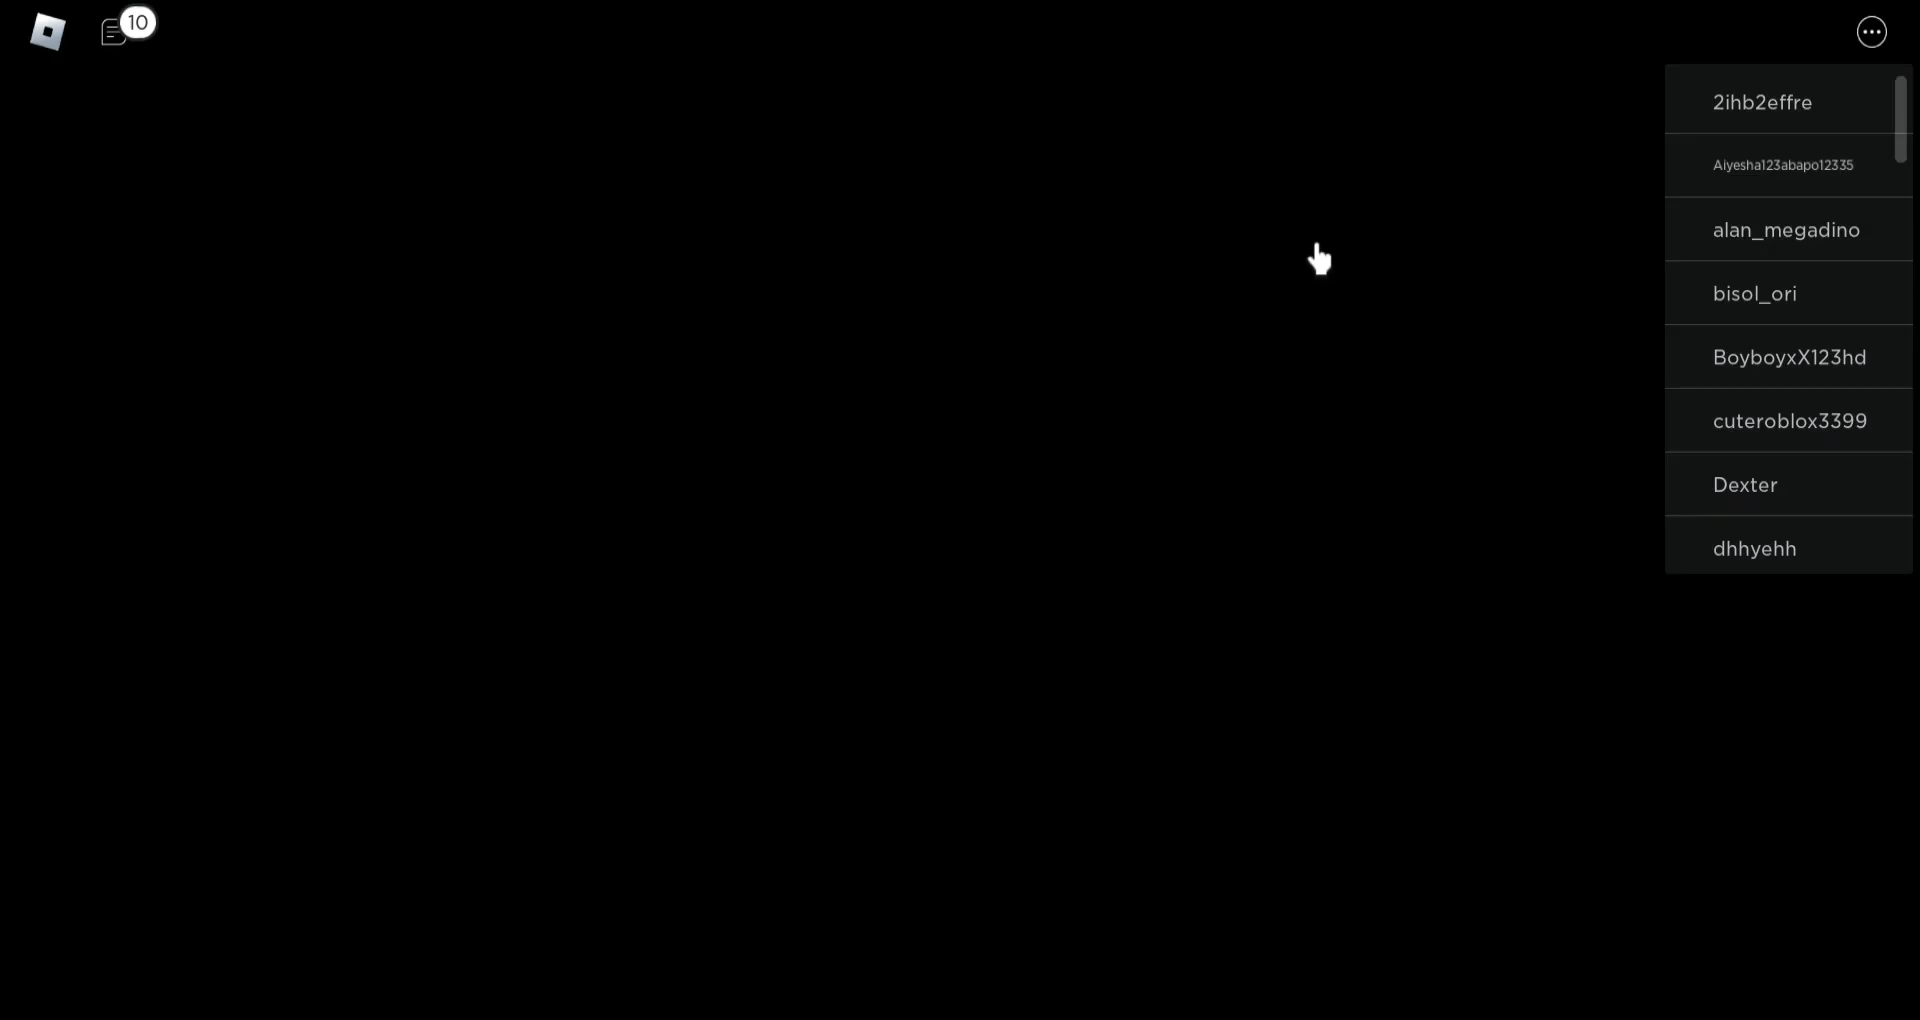 10
2ihb2effre
Aiyesha123abapo12335
alan_megadino
bisol_ori
BoyboyxX123hd
cuteroblox3399
Dexter
dhhyehh